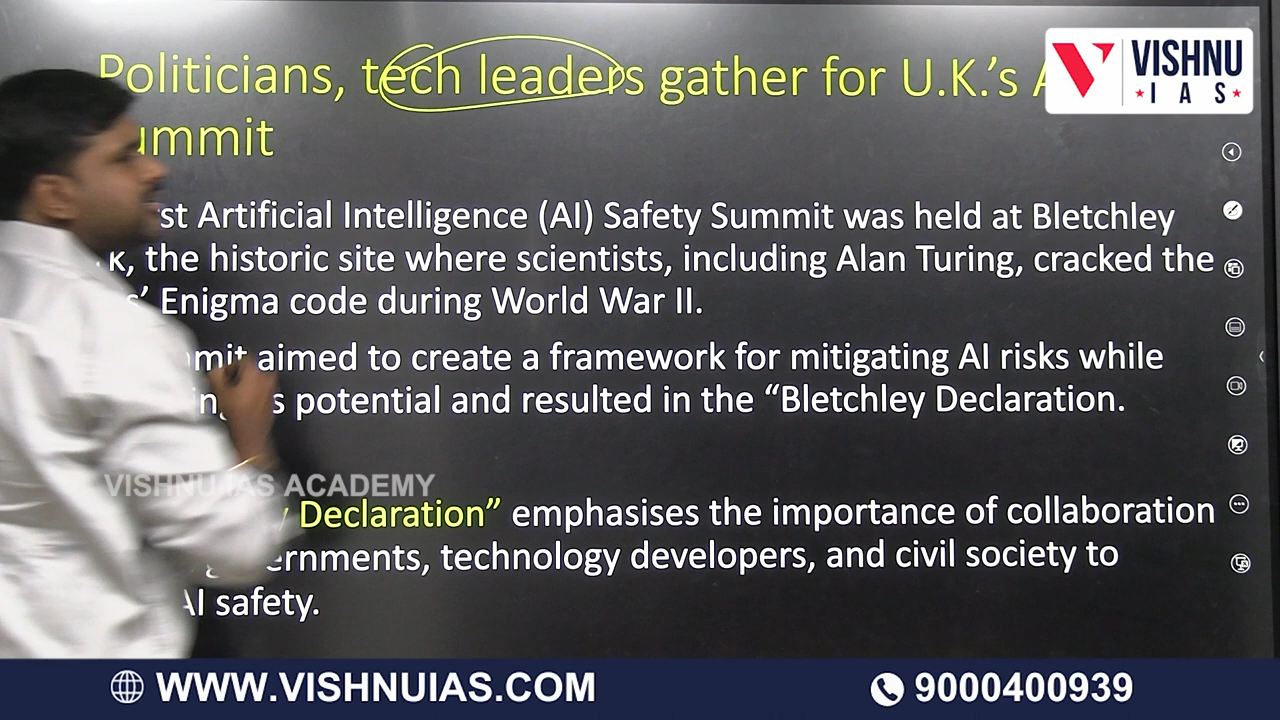 Politicians, tech leaders gather for U.K.'s
VISHNU
IAS
ummit
st Artificial Intelligence (AI) Safety Summit was held at Bletchley
k, the historic site where scientists, including Alan Turing, cracked the
s' Enigma code during World War II.
mit aimed to create a framework for mitigating AI risks while
ing s potential and resulted in the “Bletchley Declaration.
VISHNU IAS ACADEMY
y Declaration” emphasises the importance of collaboration
ernments, technology developers, and civil society to
AI safety.
WWW.VISHNUIAS.COM
9000400939